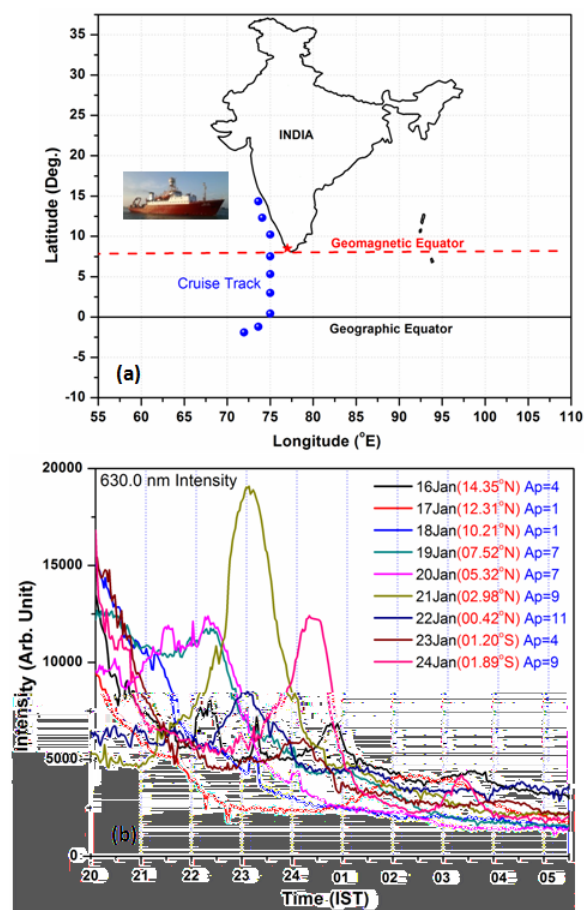 35
30
25
20
15
10
5
0
-5
10
Latitude (Deg.)
INDIA
Geomagnetic Equator
Cruise Track
Geographic Equator
(a)
55 60 65 70 75 80 85 90 95 100 105 110
Longitude (°E)
20000
15000
10000
5000
0
Intensity (Arb. Unit)
630.0 nm Intensity
16Jan(14.35°N) Ap=4
17Jan(12.31°N) Ap=1
18Jan(10.21°N) Ap=1
19Jan(07.52°N) Ap=7
20Jan(05.32°N) Ap=7
21Jan(02.98°N) Ap=9
22Jan(00.42°N) Ap=11
23Jan(01.20°S) Ap=4
24Jan(01.89°S) Ap=9
(b)
20 21 22 23 24 01 02 03 04 05
Time (IST)